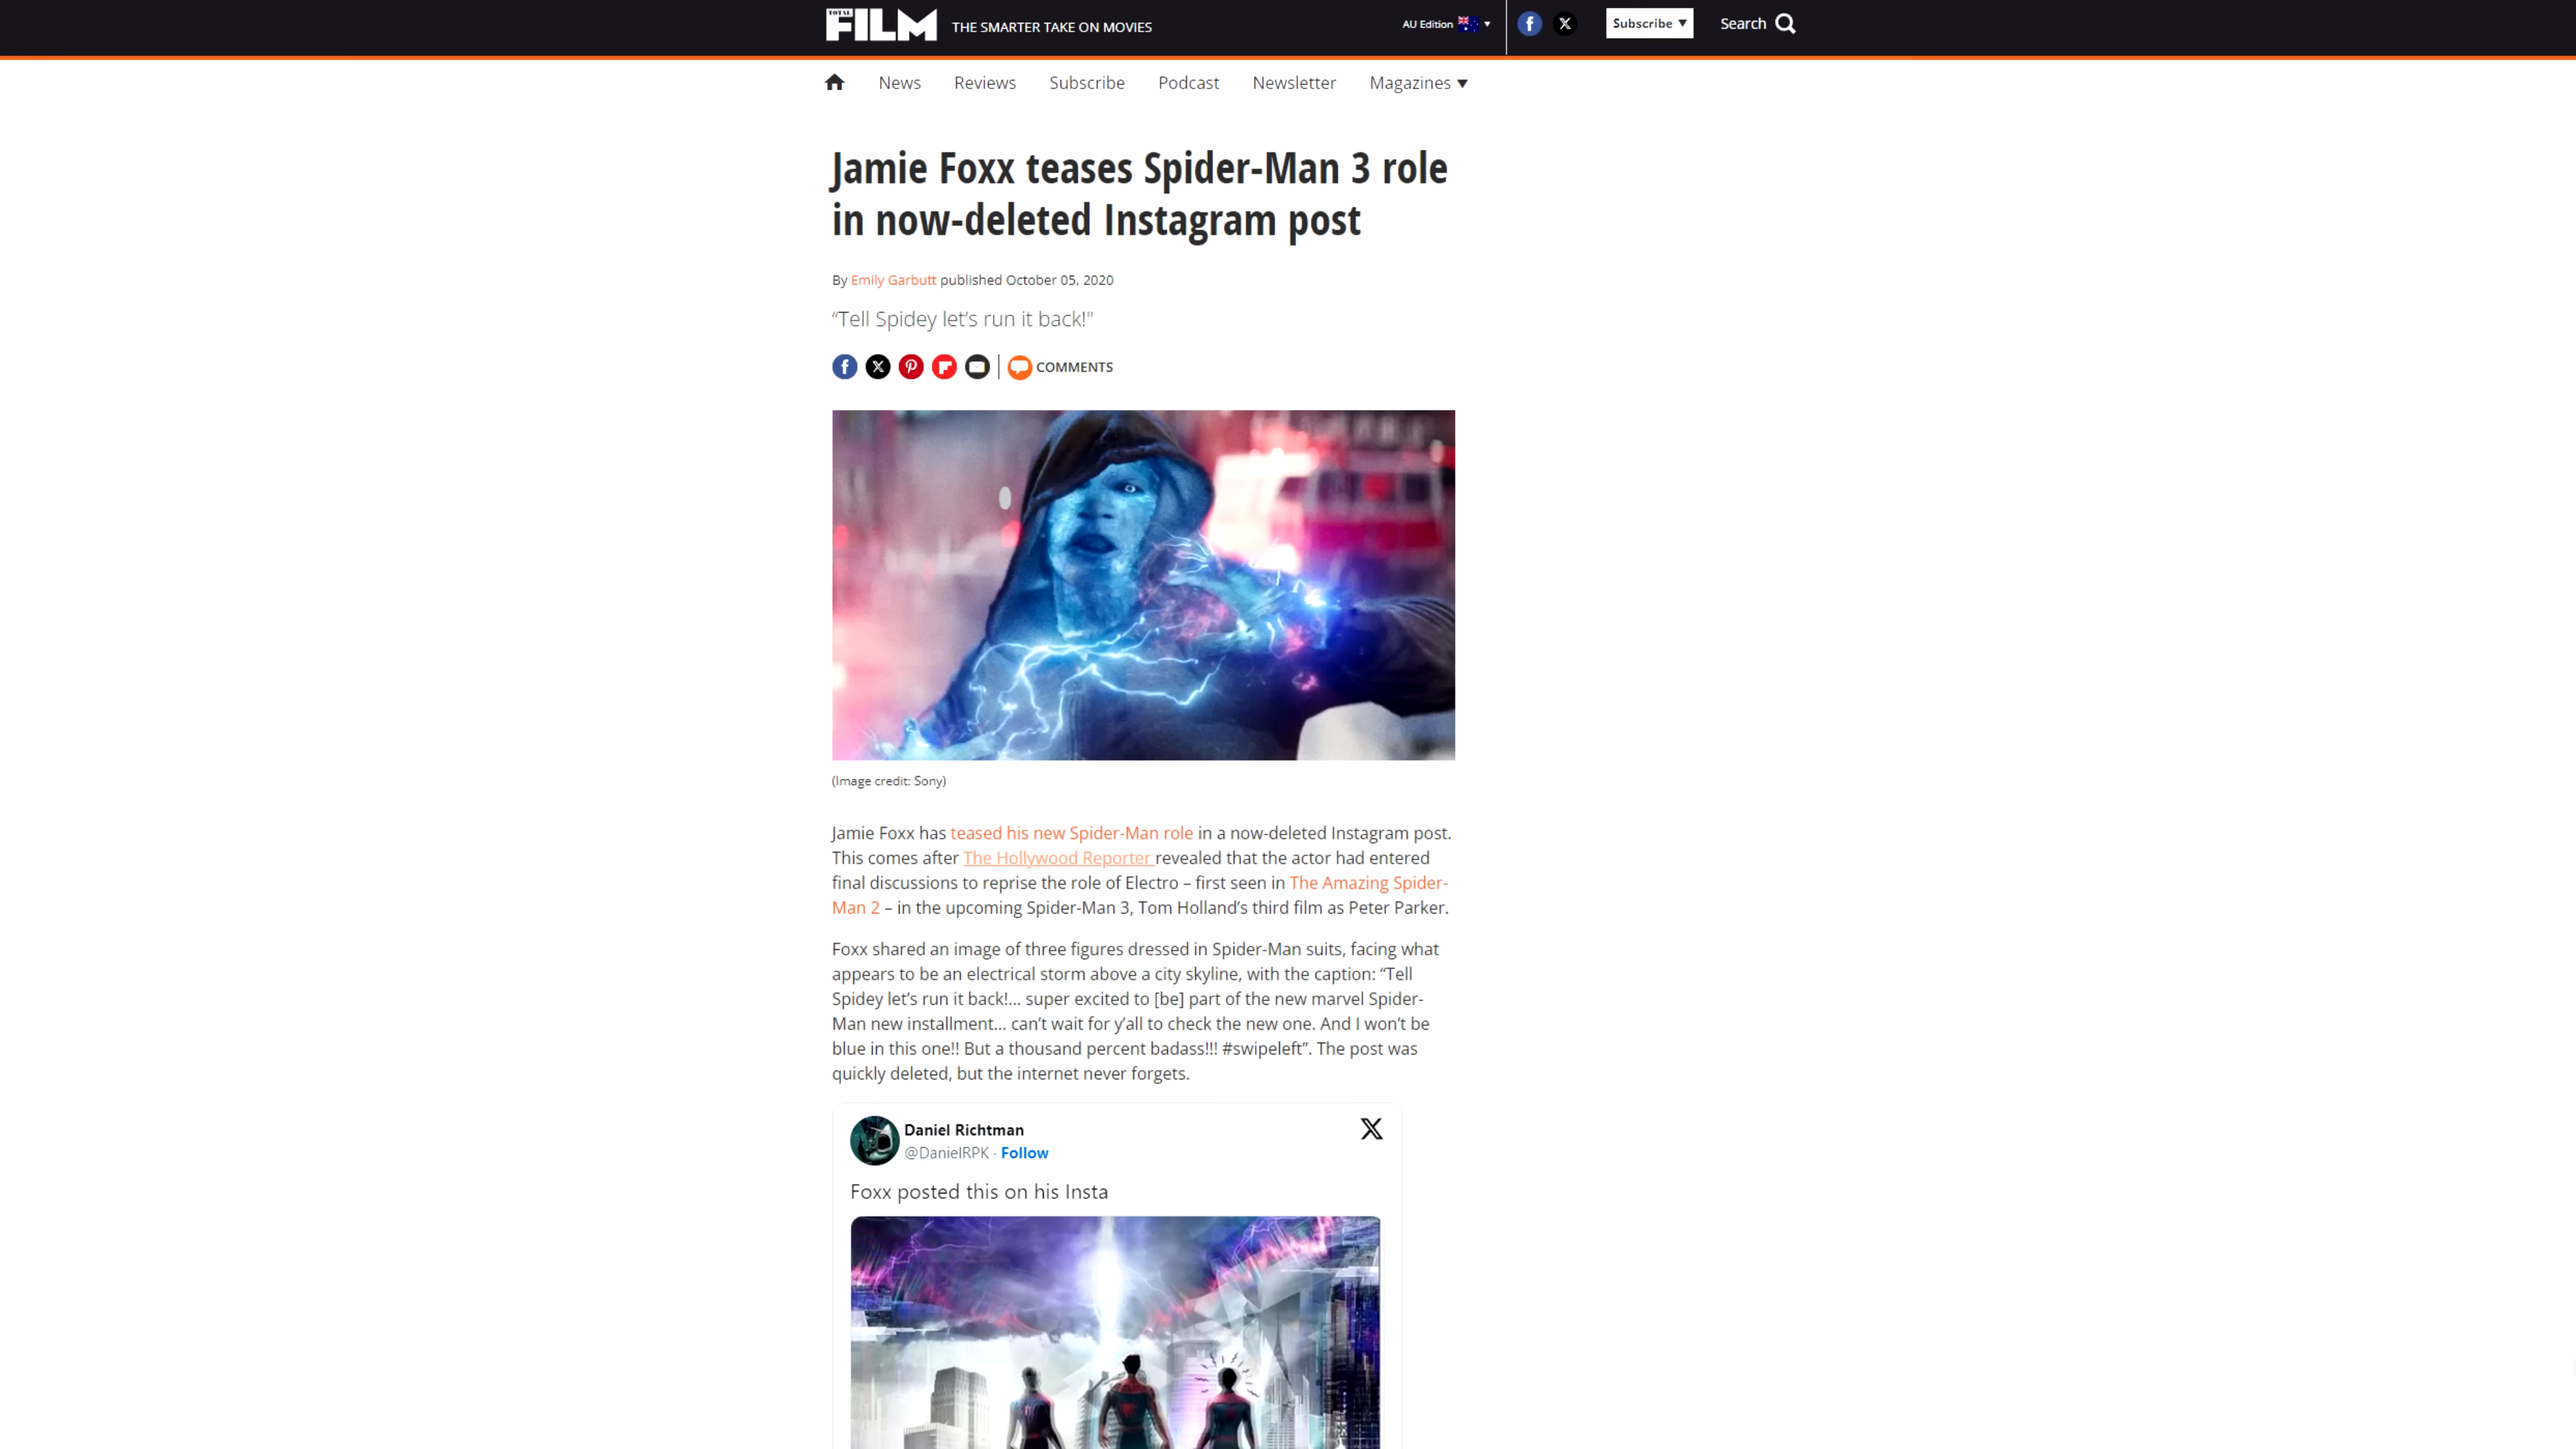 TOTAL
FILM
THE SMARTER TAKE ON MOVIES
AU Edition
Subscribe
Search
News
Reviews
Subscribe
Podcast
Newsletter
Magazines
Jamie Foxx teases Spider-Man 3 role
in now-deleted Instagram post
By Emily Garbutt published October 05, 2020
“Tell Spidey let’s run it back!"
COMMENTS
(Image credit: Sony)
Jamie Foxx has teased his new Spider-Man role in a now-deleted Instagram post.
This comes after The Hollywood Reporter revealed that the actor had entered
final discussions to reprise the role of Electro – first seen in The Amazing Spider-
Man 2 – in the upcoming Spider-Man 3, Tom Holland’s third film as Peter Parker.
Foxx shared an image of three figures dressed in Spider-Man suits, facing what
appears to be an electrical storm above a city skyline, with the caption: “Tell
Spidey let’s run it back!... super excited to [be] part of the new marvel Spider-
Man new installment... can’t wait for y’all to check the new one. And I won’t be
blue in this one!! But a thousand percent badass!!! #swipeleft”. The post was
quickly deleted, but the internet never forgets.
Daniel Richtman
@DanielRPK · Follow
Foxx posted this on his Insta